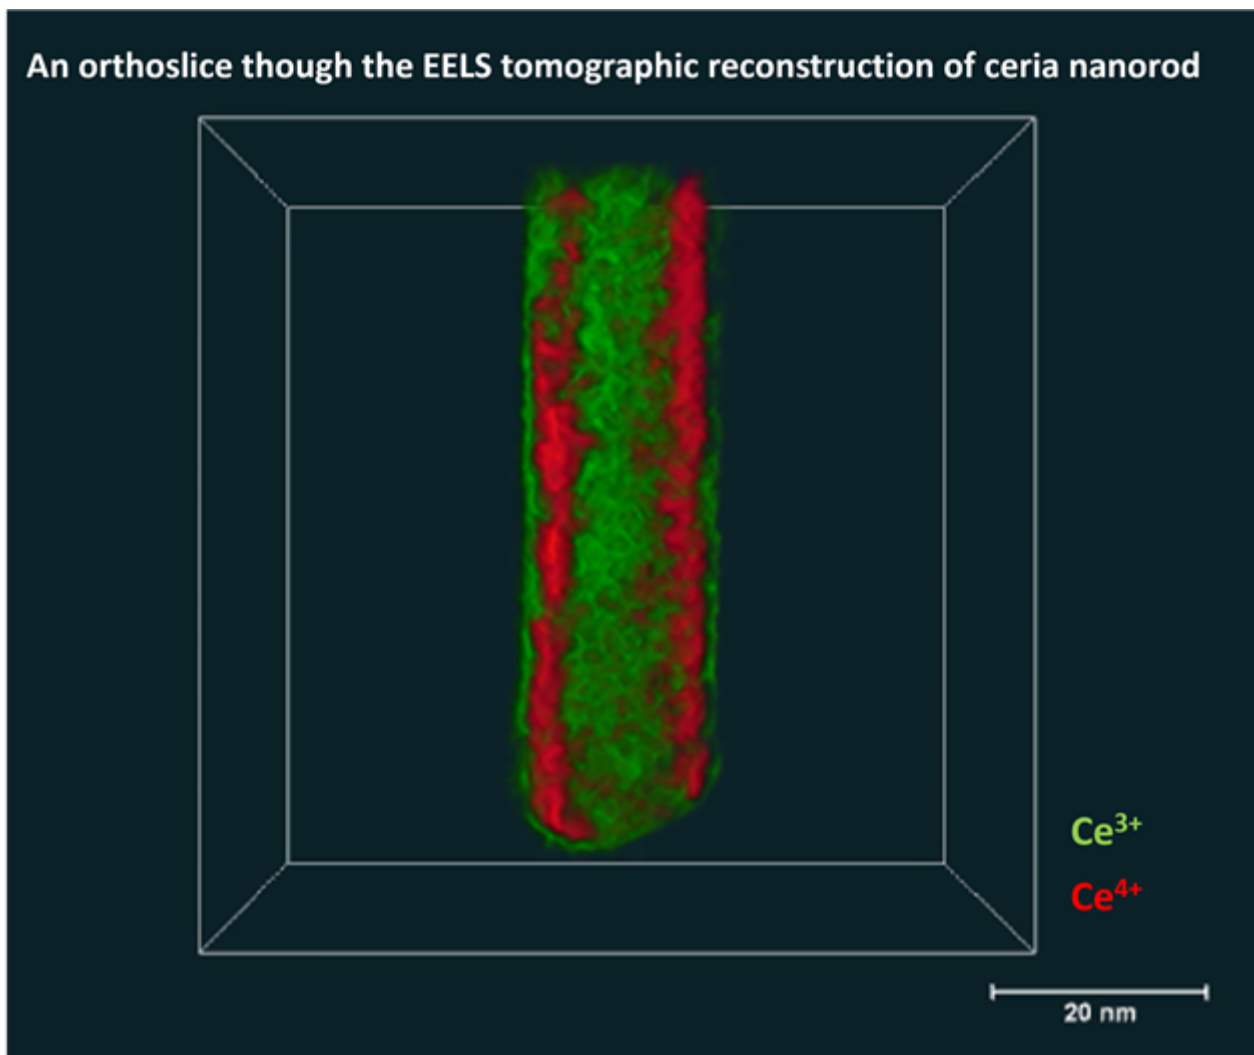 An orthoslice though the EELS tomographic reconstruction of ceria nanorod
Ce³⁺
Ce⁴⁺
20 nm